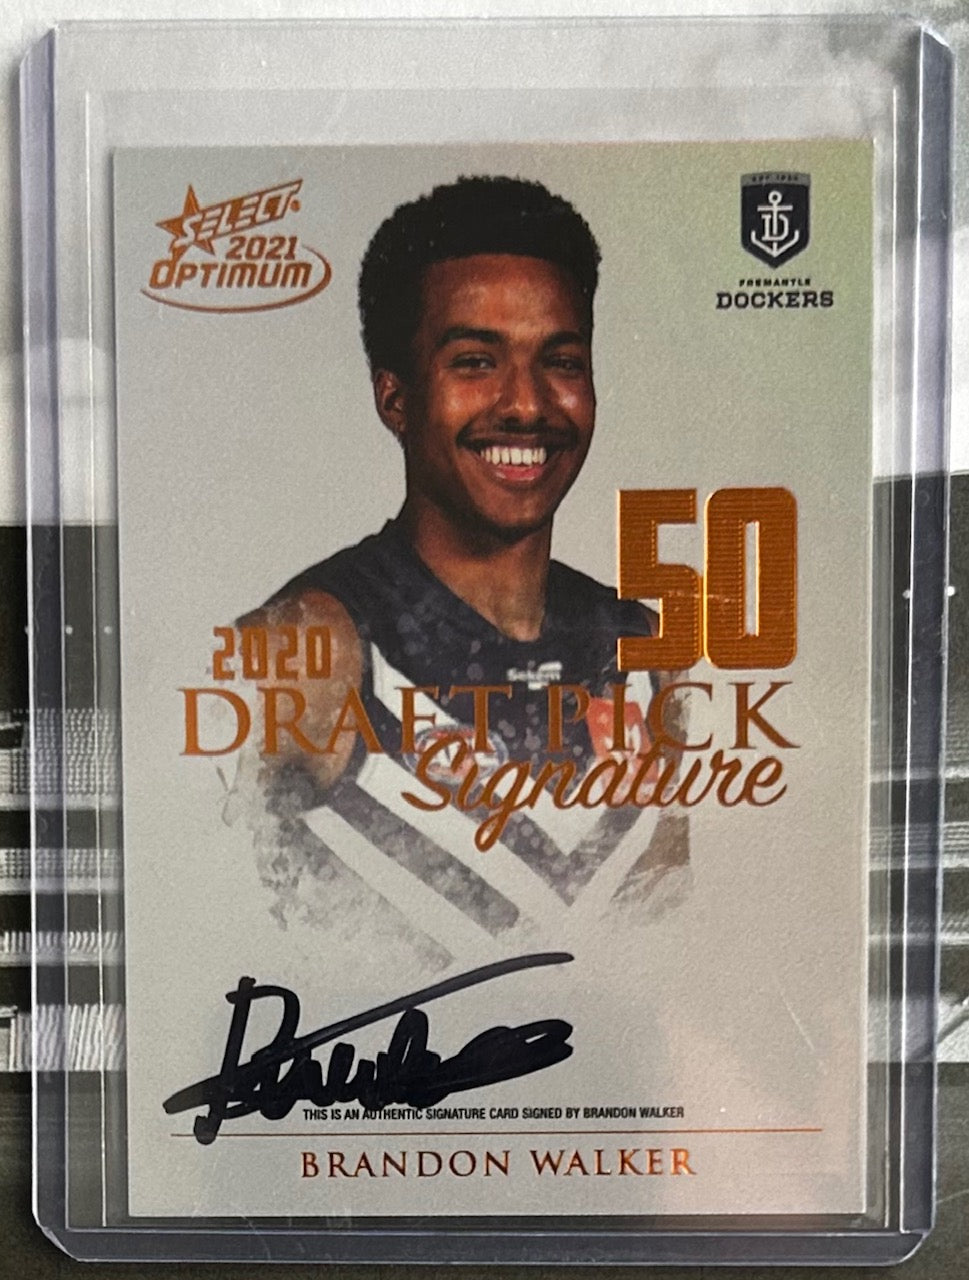 SELECT
2021
OPTIMUM
EST. 1994
FREMANTLE
DOCKERS
50
2020
DRAFT PICK
Signature
THIS IS AN AUTHENTIC SIGNATURE CARD SIGNED BY BRANDON WALKER
BRANDON WALKER